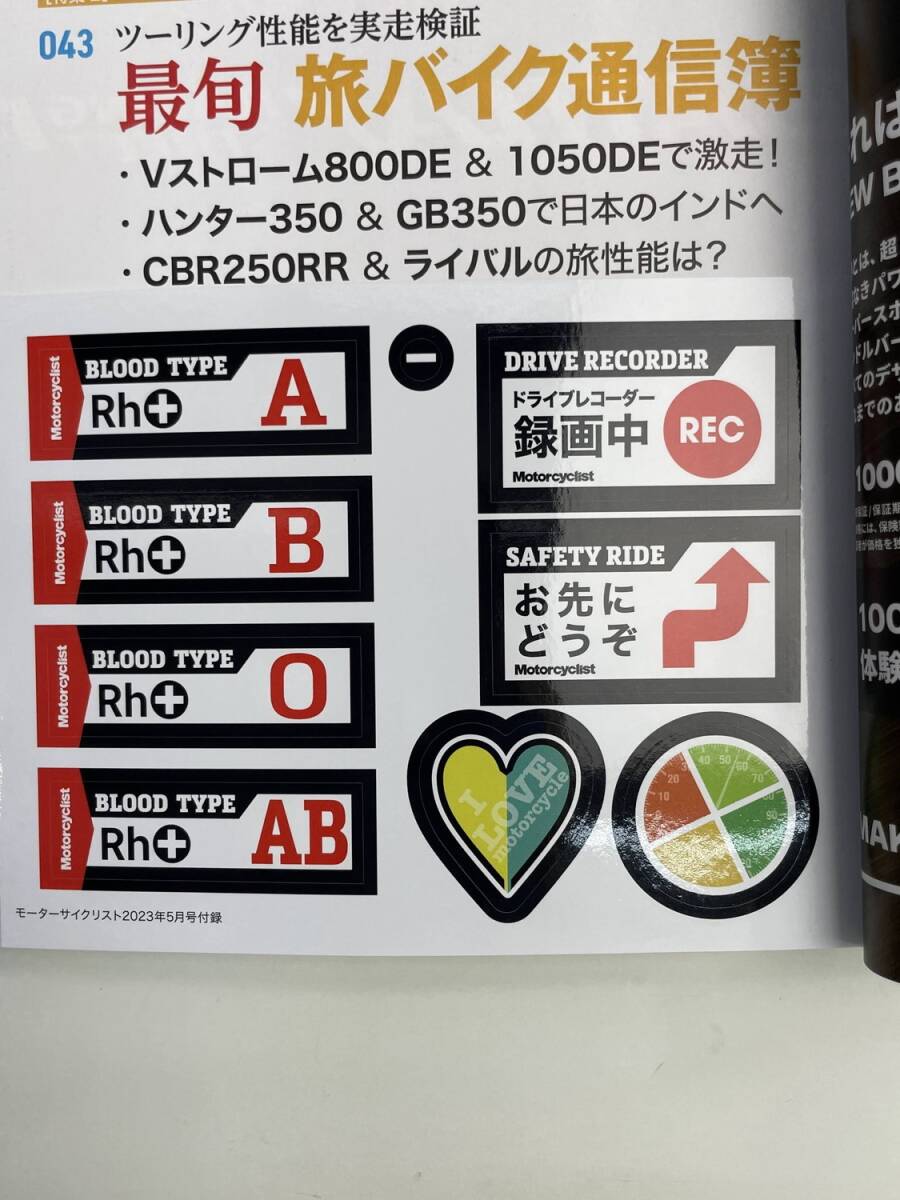 043 ツーリング性能を実走検証
最旬 旅バイク通信簿
・Vストローム800DE & 1050DEで激走!
・ハンター350 & GB350で日本のインドへ
・CBR250RR & ライバルの旅性能は?
Motorcyclist
BLOOD TYPE
Rh+ A
Motorcyclist
BLOOD TYPE
Rh+ B
Motorcyclist
BLOOD TYPE
Rh+ O
Motorcyclist
BLOOD TYPE
Rh+ AB
−
DRIVE RECORDER
ドライブレコーダー
録画中
REC
Motorcyclist
SAFETY RIDE
お先に
どうぞ
Motorcyclist
I
LOVE
motorcycle
20
40
50
60
70
モーターサイクリスト2023年5月号付録